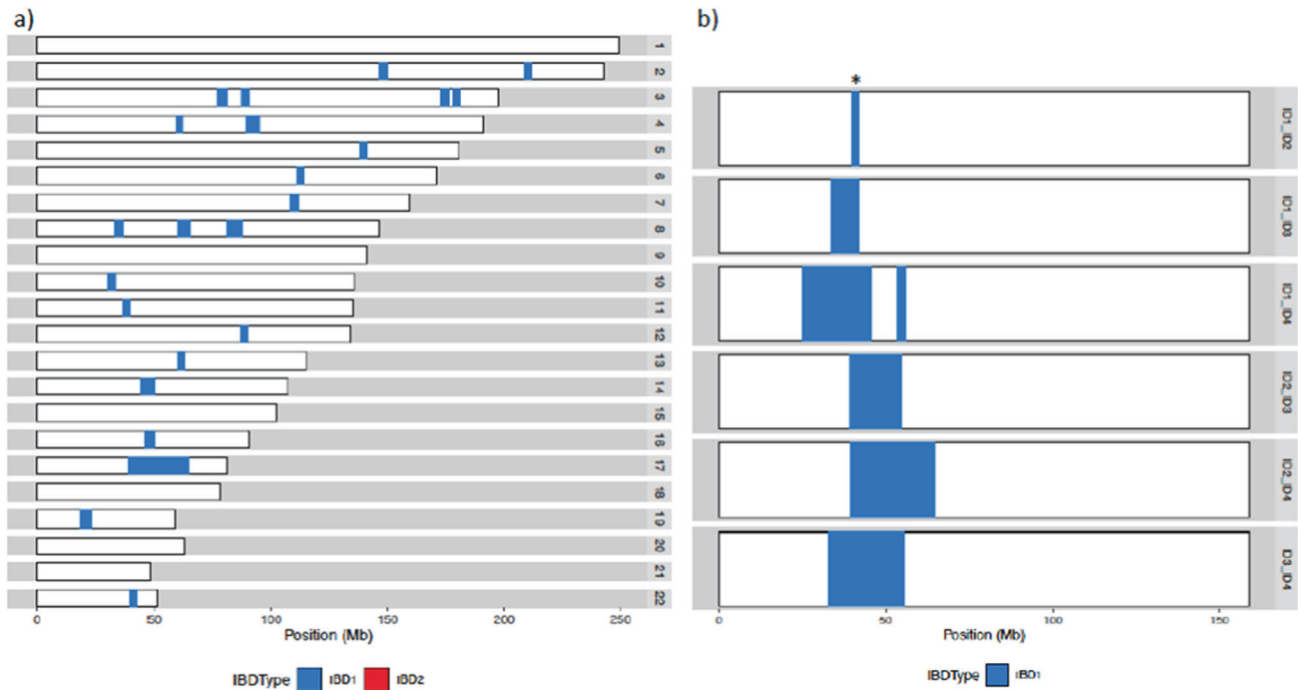 a)
1
2
3
4
5
6
7
8
9
10
11
12
13
14
15
16
17
18
19
20
21
22
0 50 100 150 200 250
Position (Mb)
IBDType IBD1 IBD2
b)
*
ID1_ID2
ID1_ID3
ID1_ID4
ID2_ID3
ID2_ID4
ID3_ID4
0 50 100 150
Position (Mb)
IBDType IBD1